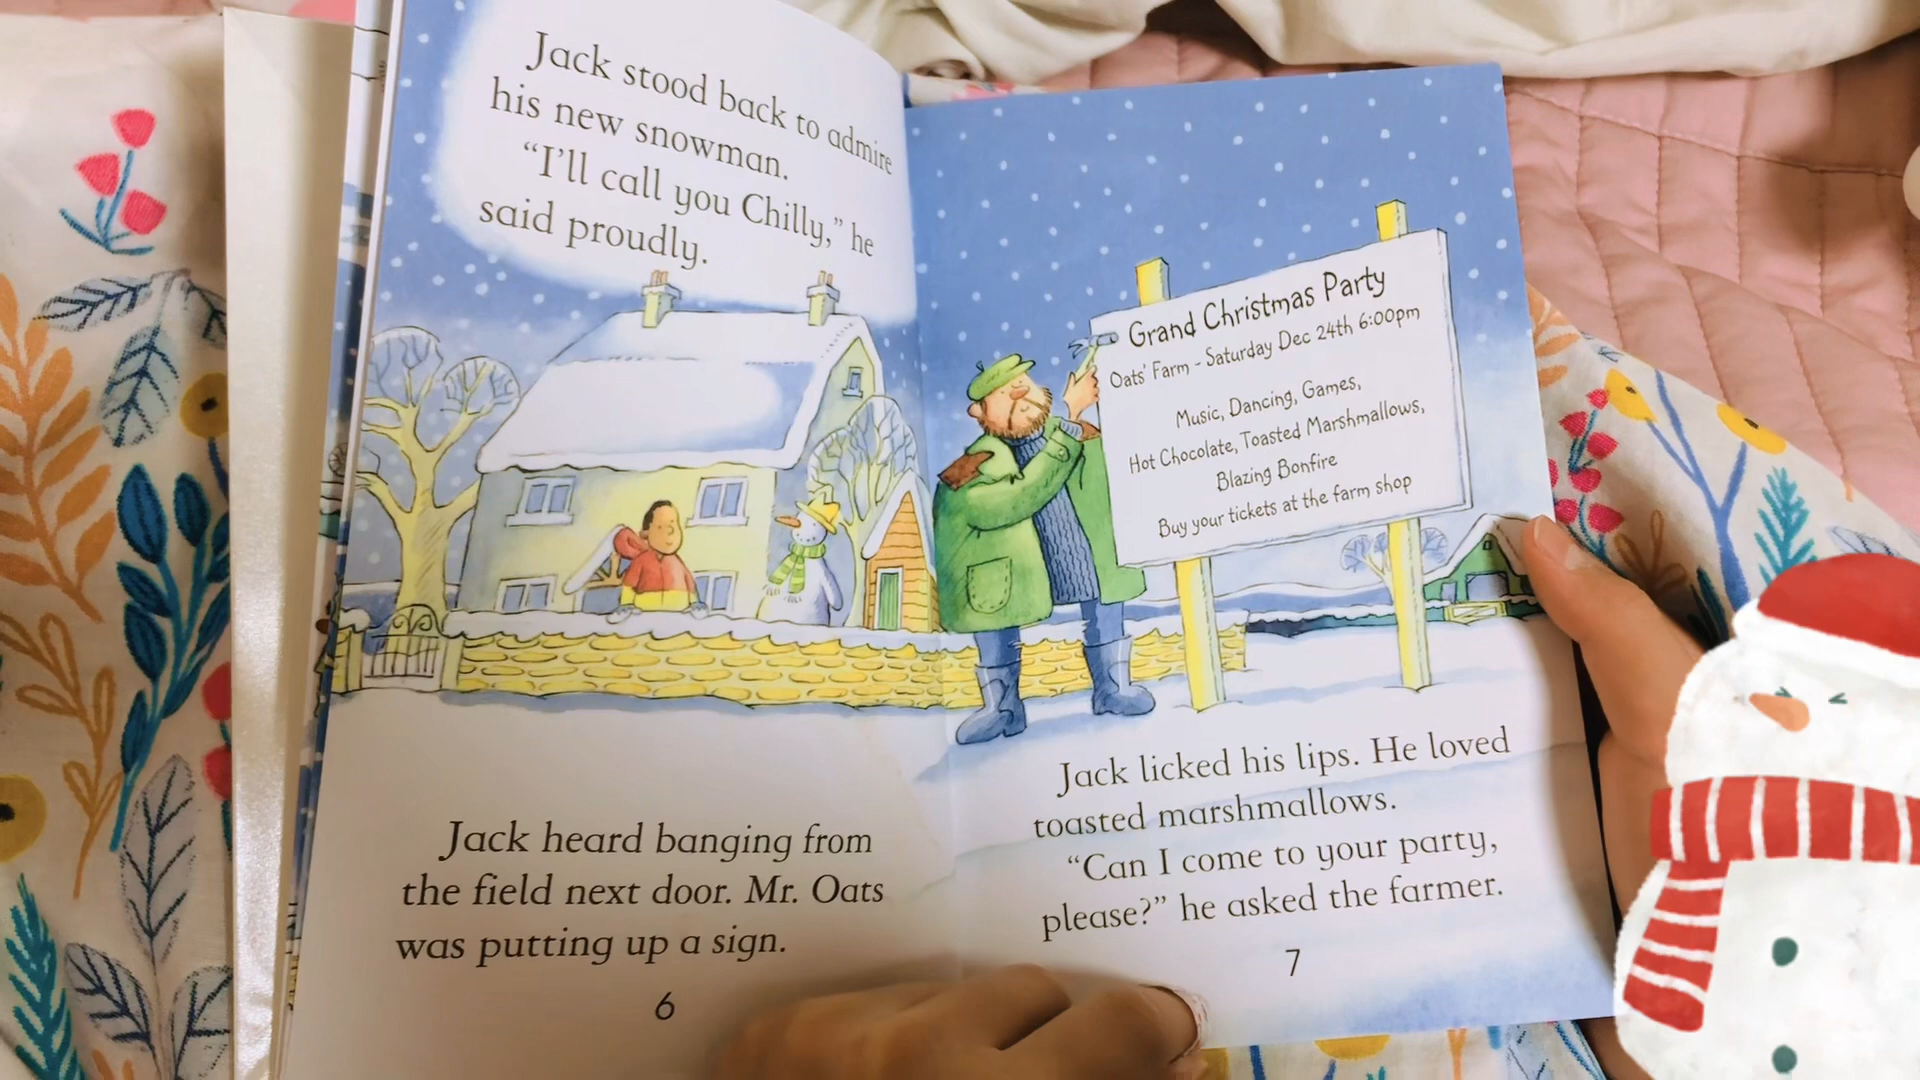 Jack stood back to admire
his new snowman.
“I’ll call you Chilly,” he
said proudly.
Jack heard banging from
the field next door. Mr. Oats
was putting up a sign.
6
Grand Christmas Party
Oats’ Farm - Saturday Dec 24th 6:00pm
Music, Dancing, Games,
Hot Chocolate, Toasted Marshmallows,
Blazing Bonfire
Buy your tickets at the farm shop
Jack licked his lips. He loved
toasted marshmallows.
“Can I come to your party,
please?” he asked the farmer.
7